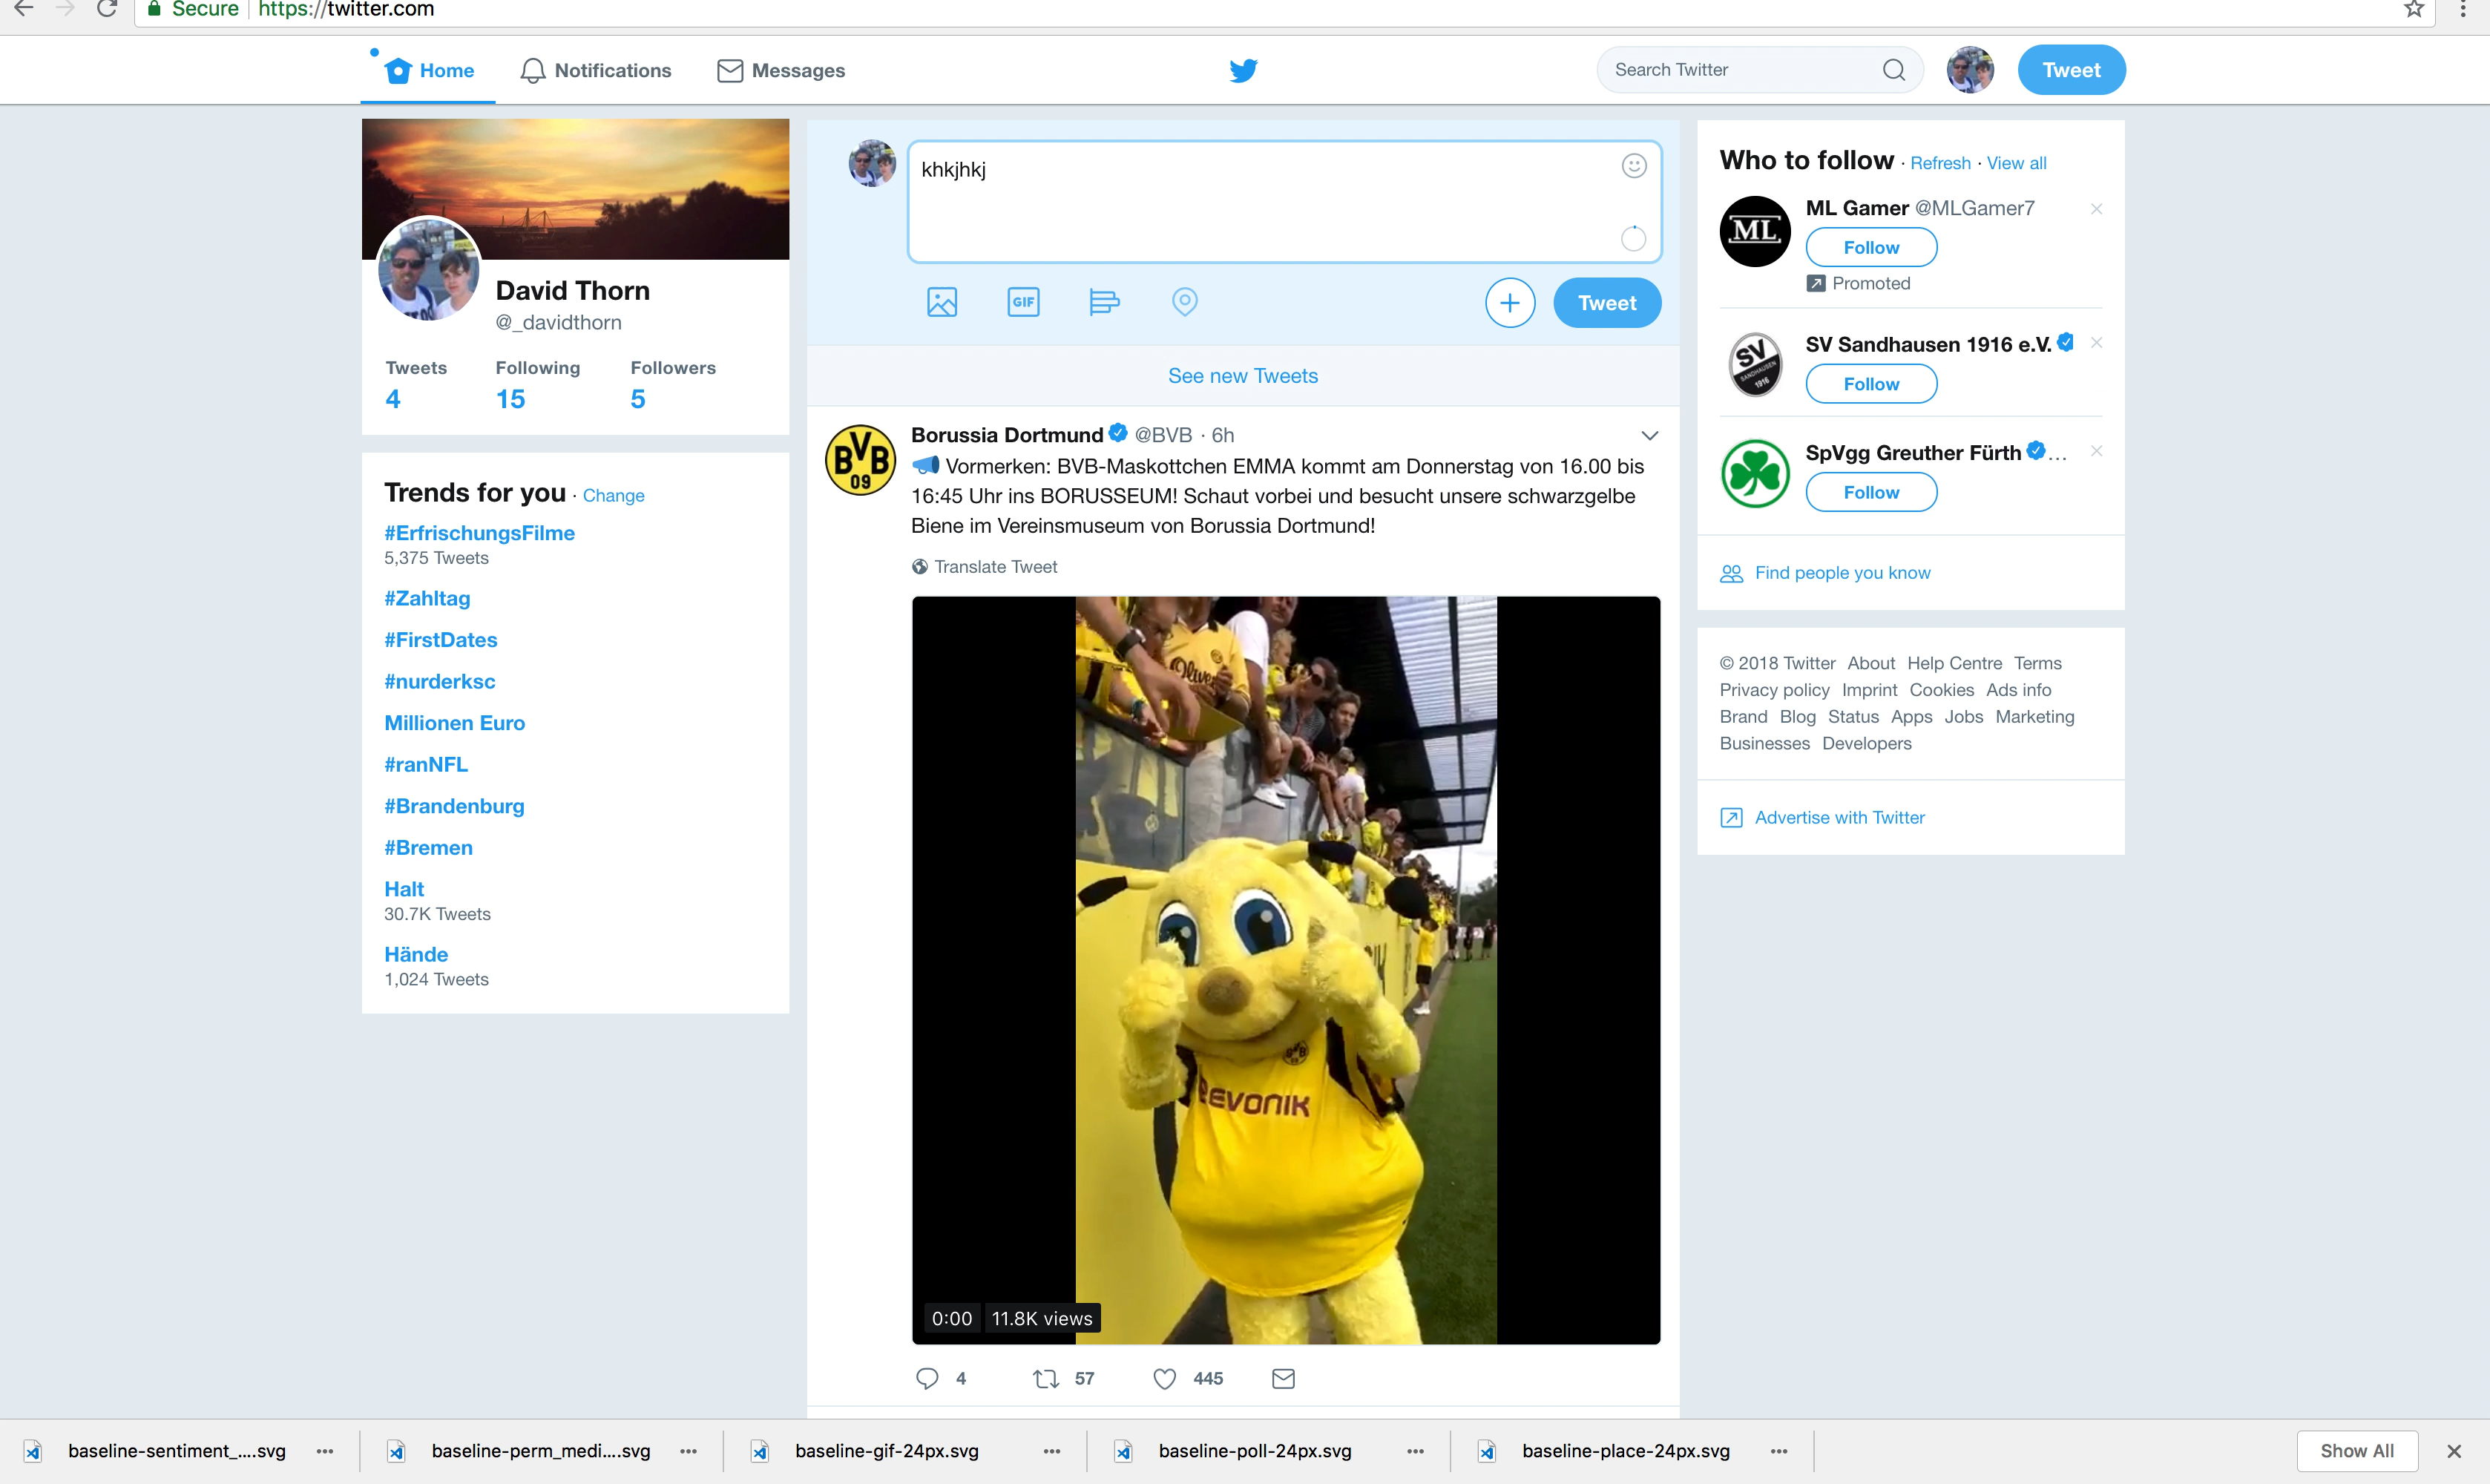 Secure https://twitter.com
Home Notifications Messages
Search Twitter
Tweet
David Thorn
@_davidthorn
Tweets Following Followers
4 15 5
Trends for you · Change
#ErfrischungsFilme
5,375 Tweets
#Zahltag
#FirstDates
#nurderksc
Millionen Euro
#ranNFL
#Brandenburg
#Bremen
Halt
30.7K Tweets
Hände
1,024 Tweets
khkjhkj
GIF
Tweet
See new Tweets
BVB
09
Borussia Dortmund @BVB · 6h
Vormerken: BVB-Maskottchen EMMA kommt am Donnerstag von 16.00 bis
16:45 Uhr ins BORUSSEUM! Schaut vorbei und besucht unsere schwarzgelbe
Biene im Vereinsmuseum von Borussia Dortmund!
Translate Tweet
EVONIK
0:00 11.8K views
4 57 445
Who to follow · Refresh · View all
ML
ML Gamer @MLGamer7
Follow
Promoted
SV
SANDHAUSEN
1916
SV Sandhausen 1916 e.V.
Follow
SpVgg Greuther Fürth ...
Follow
Find people you know
© 2018 Twitter About Help Centre Terms
Privacy policy Imprint Cookies Ads info
Brand Blog Status Apps Jobs Marketing
Businesses Developers
Advertise with Twitter
baseline-sentiment_....svg
baseline-perm_medi....svg
baseline-gif-24px.svg
baseline-poll-24px.svg
baseline-place-24px.svg
Show All